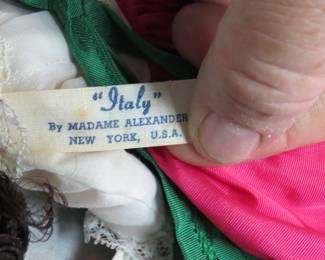 "Italy"
By MADAME ALEXANDER
NEW YORK, U.S.A.